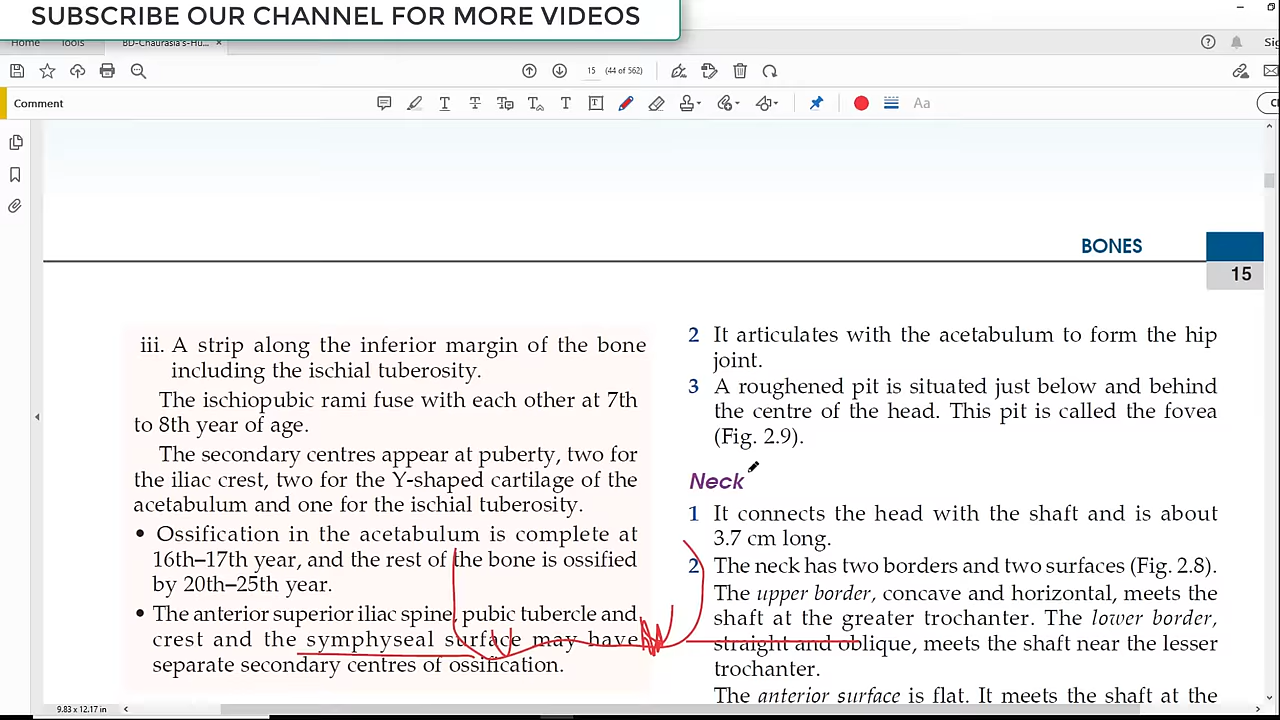 SUBSCRIBE OUR CHANNEL FOR MORE VIDEOS
Home Tools BD-Chaurasia's-Hu... ×
15 (44 of 562)
Comment
Aa
BONES
15
iii. A strip along the inferior margin of the bone
including the ischial tuberosity.
The ischiopubic rami fuse with each other at 7th
to 8th year of age.
The secondary centres appear at puberty, two for
the iliac crest, two for the Y-shaped cartilage of the
acetabulum and one for the ischial tuberosity.
• Ossification in the acetabulum is complete at
16th–17th year, and the rest of the bone is ossified
by 20th–25th year.
• The anterior superior iliac spine, pubic tubercle and
crest and the symphyseal surface may have
separate secondary centres of ossification.
2 It articulates with the acetabulum to form the hip
joint.
3 A roughened pit is situated just below and behind
the centre of the head. This pit is called the fovea
(Fig. 2.9).
Neck
1 It connects the head with the shaft and is about
3.7 cm long.
2 The neck has two borders and two surfaces (Fig. 2.8).
The upper border, concave and horizontal, meets the
shaft at the greater trochanter. The lower border,
straight and oblique, meets the shaft near the lesser
trochanter.
The anterior surface is flat. It meets the shaft at the
9.83 x 12.17 in